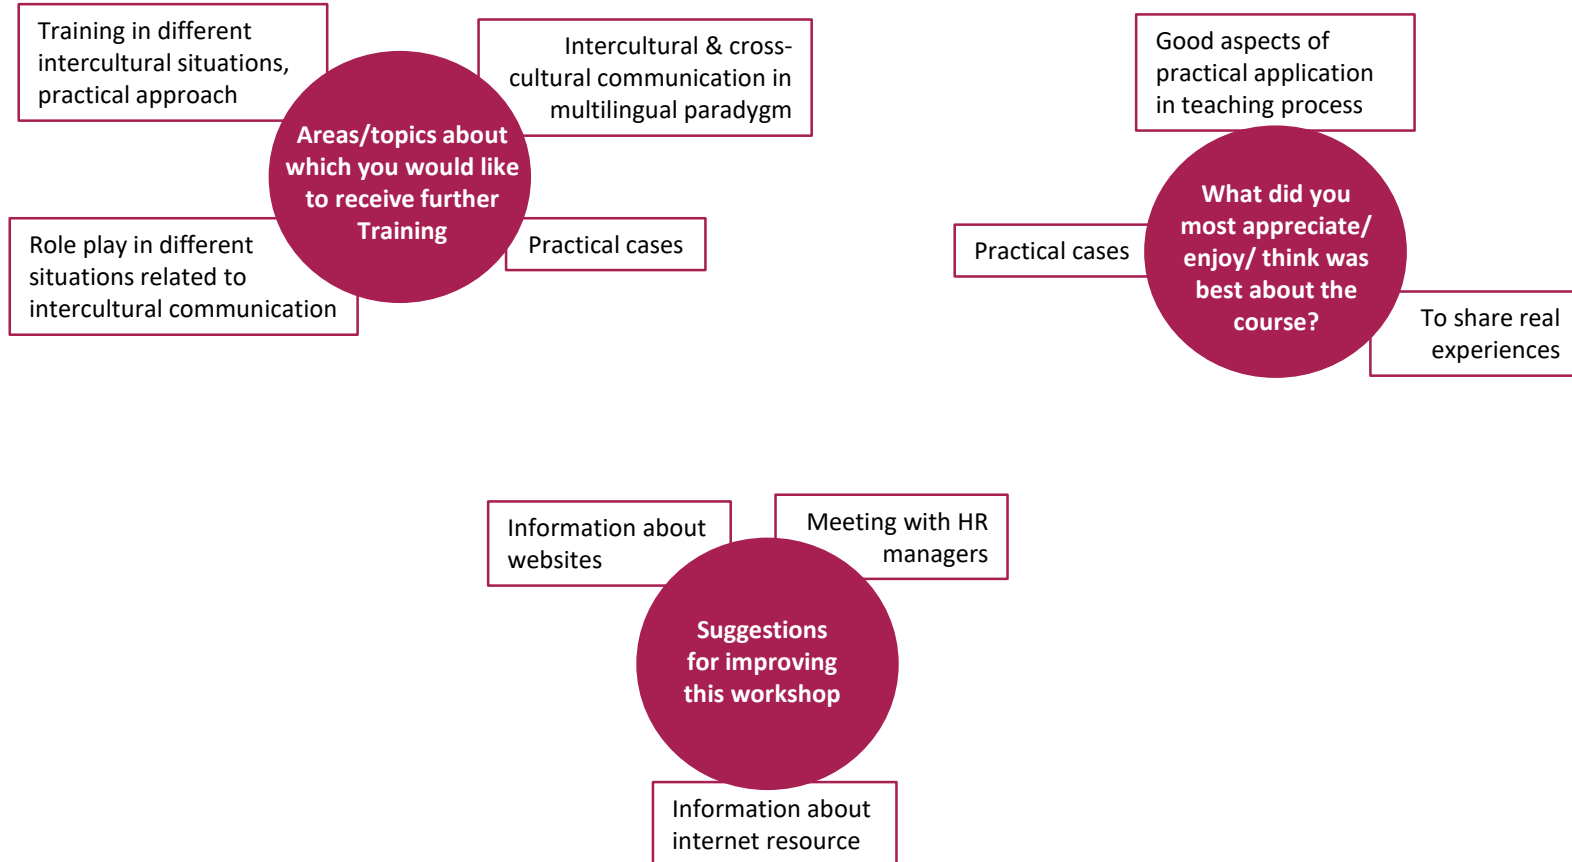 Training in different
intercultural situations,
practical approach
Intercultural & cross-
cultural communication in
multilingual paradygm
Areas/topics about
which you would like
to receive further
Training
Role play in different
situations related to
intercultural communication
Practical cases
Good aspects of
practical application
in teaching process
What did you
most appreciate/
enjoy/ think was
best about the
course?
Practical cases
To share real
experiences
Information about
websites
Meeting with HR
managers
Suggestions
for improving
this workshop
Information about
internet resource